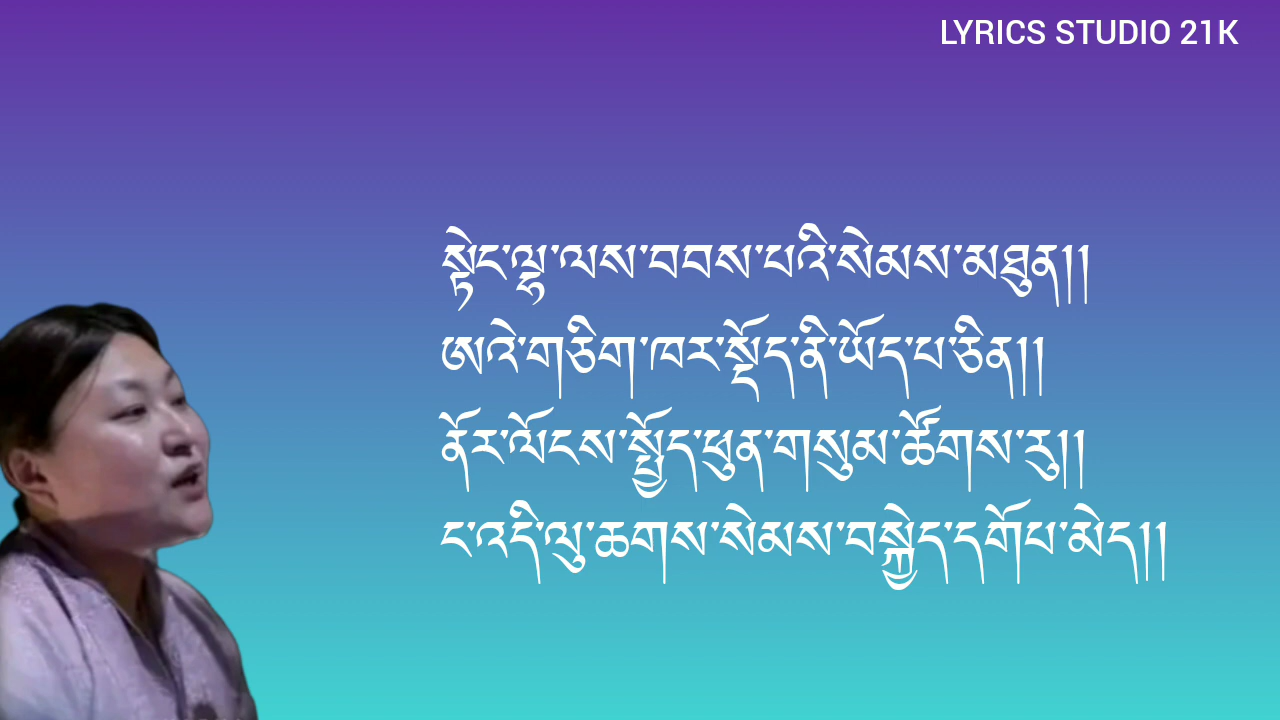 LYRICS STUDIO 21K
སྟེང་ལྷ་ལས་བབས་པའི་སེམས་མཐུན།།
ཨའེ་གཅིག་ཁར་སྡོད་ནི་ཡོད་པ་ཅིན།།
ནོར་ལོངས་སྤྱོད་ཕུན་གསུམ་ཚོགས་རུ།།
ང་འདི་ལུ་ཆགས་སེམས་བསྐྱེད་དགོཔ་མེད།།